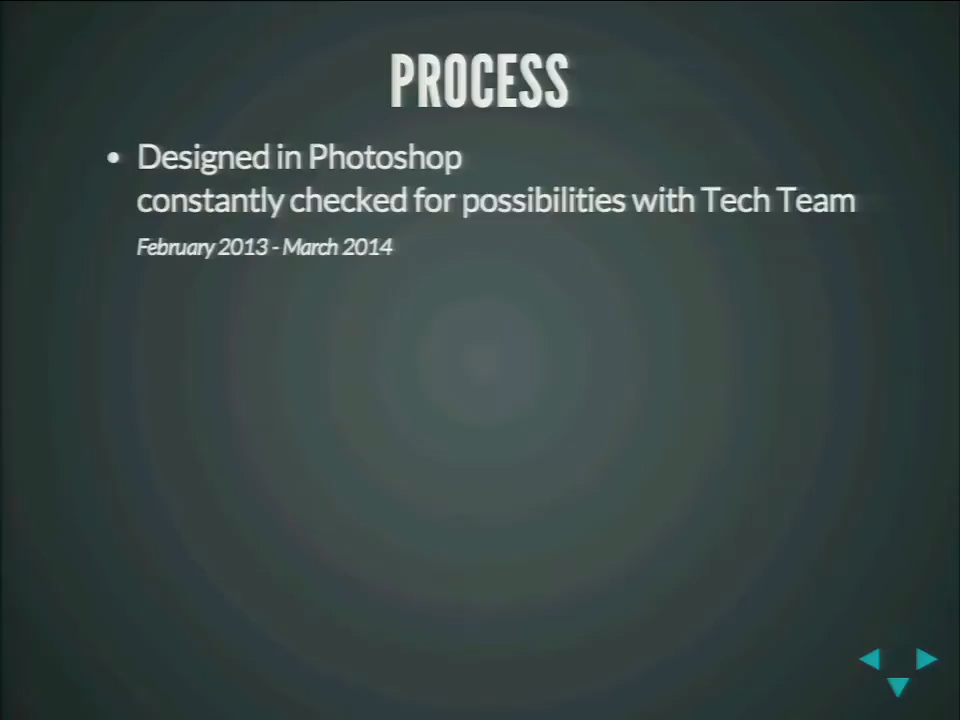 PROCESS
• Designed in Photoshop
constantly checked for possibilities with Tech Team
February 2013 - March 2014